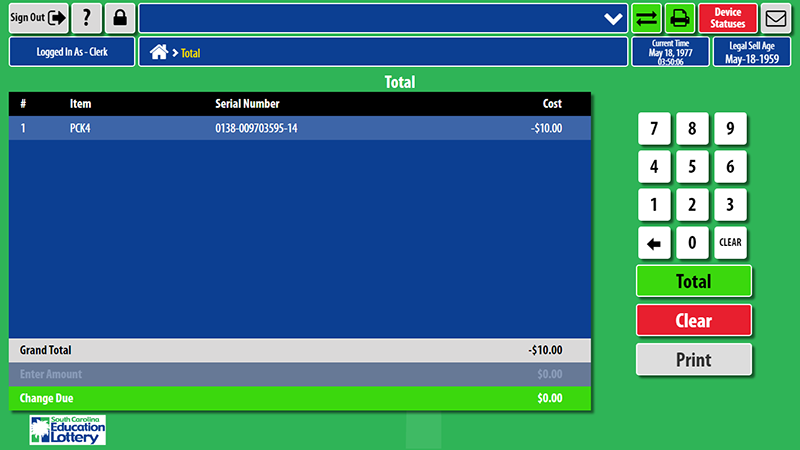 Sign Out
?
Device
Statuses
Logged In As - Clerk
Total
Current Time
May 18, 1977
03:50:06
Legal Sell Age
May-18-1959
Total
# Item Serial Number Cost
1 PCK4 0138-009703595-14 -$10.00
7 8 9
4 5 6
1 2 3
0 CLEAR
Total
Clear
Print
Grand Total -$10.00
Enter Amount $0.00
Change Due $0.00
South Carolina
Education
Lottery